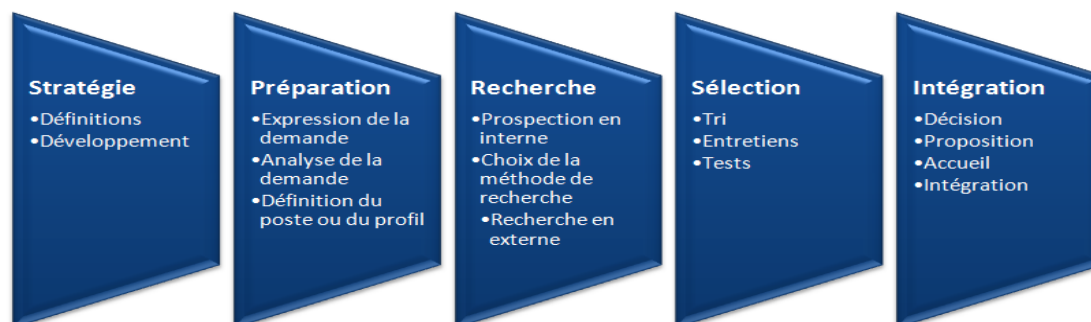 Stratégie
•Définitions
•Développement
Préparation
•Expression de la
demande
•Analyse de la
demande
•Définition du
poste ou du profil
Recherche
•Prospection en
interne
•Choix de la
méthode de
recherche
•Recherche en
externe
Sélection
•Tri
•Entretiens
•Tests
Intégration
•Décision
•Proposition
•Accueil
•Intégration